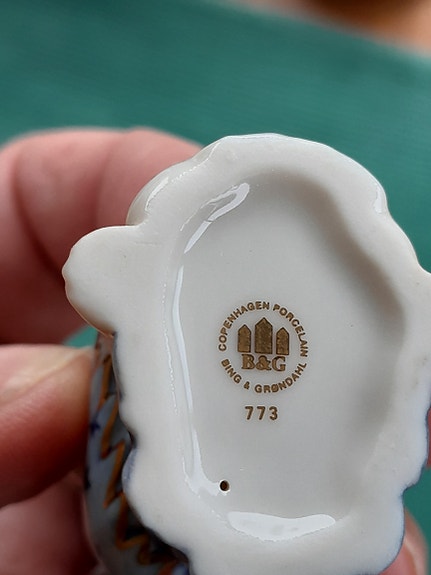 COPENHAGEN PORCELAIN
B&G
BING & GRØNDAHL
773